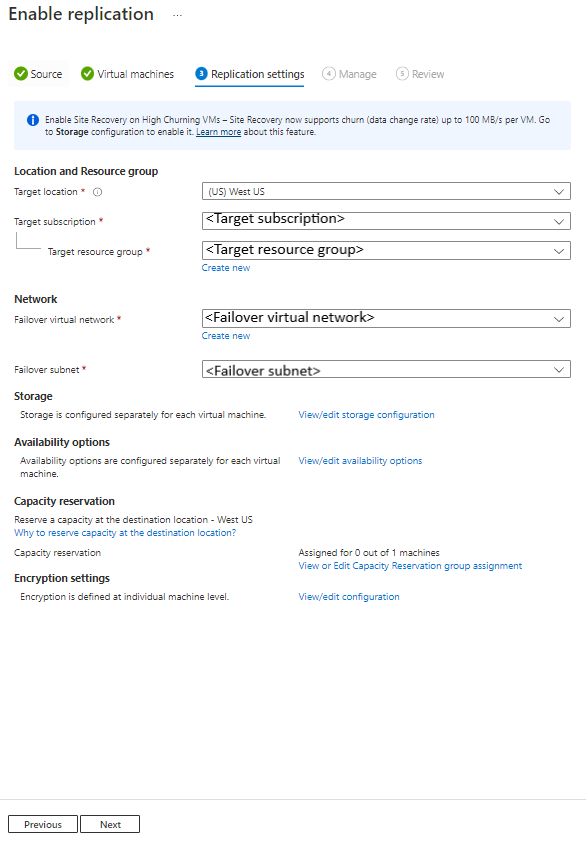 Enable replication ...
Source Virtual machines 3 Replication settings 4 Manage 5 Review
Enable Site Recovery on High Churning VMs – Site Recovery now supports churn (data change rate) up to 100 MB/s per VM. Go
to Storage configuration to enable it. Learn more about this feature.
Location and Resource group
Target location * (US) West US
Target subscription * <Target subscription>
Target resource group * <Target resource group>
Create new
Network
Failover virtual network * <Failover virtual network>
Create new
Failover subnet * <Failover subnet>
Storage
Storage is configured separately for each virtual machine. View/edit storage configuration
Availability options
Availability options are configured separately for each virtual View/edit availability options
machine.
Capacity reservation
Reserve a capacity at the destination location - West US
Why to reserve capacity at the destination location?
Capacity reservation Assigned for 0 out of 1 machines
View or Edit Capacity Reservation group assignment
Encryption settings
Encryption is defined at individual machine level. View/edit configuration
Previous Next